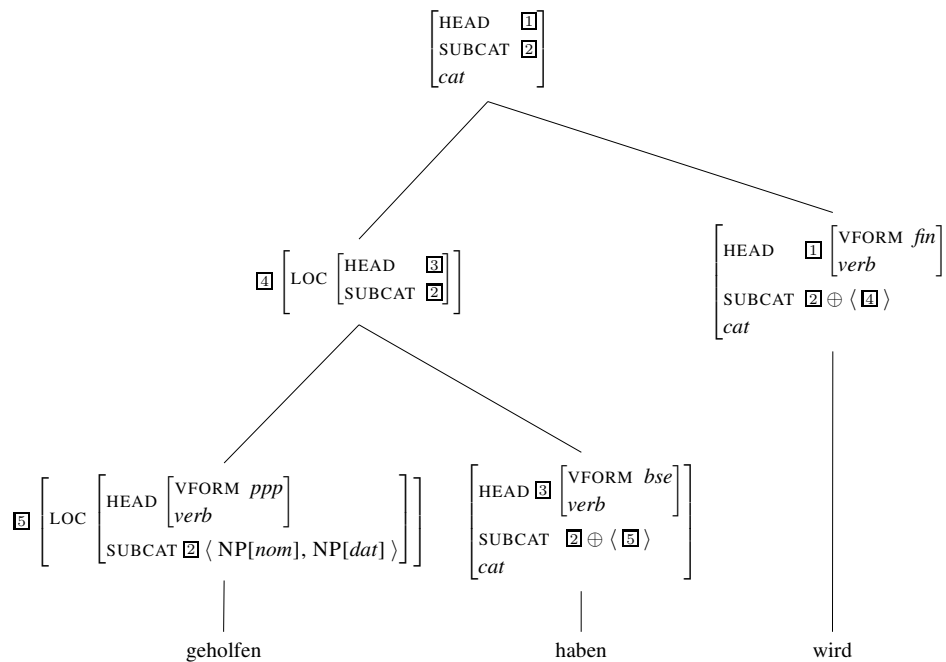 HEAD 1
SUBCAT 2
cat
4 LOC HEAD 3
SUBCAT 2
HEAD 1 VFORM fin
verb
SUBCAT 2 ⊕ ⟨ 4 ⟩
cat
5 LOC HEAD VFORM ppp
verb
SUBCAT 2 ⟨ NP[nom], NP[dat] ⟩
HEAD 3 VFORM bse
verb
SUBCAT 2 ⊕ ⟨ 5 ⟩
cat
geholfen haben wird